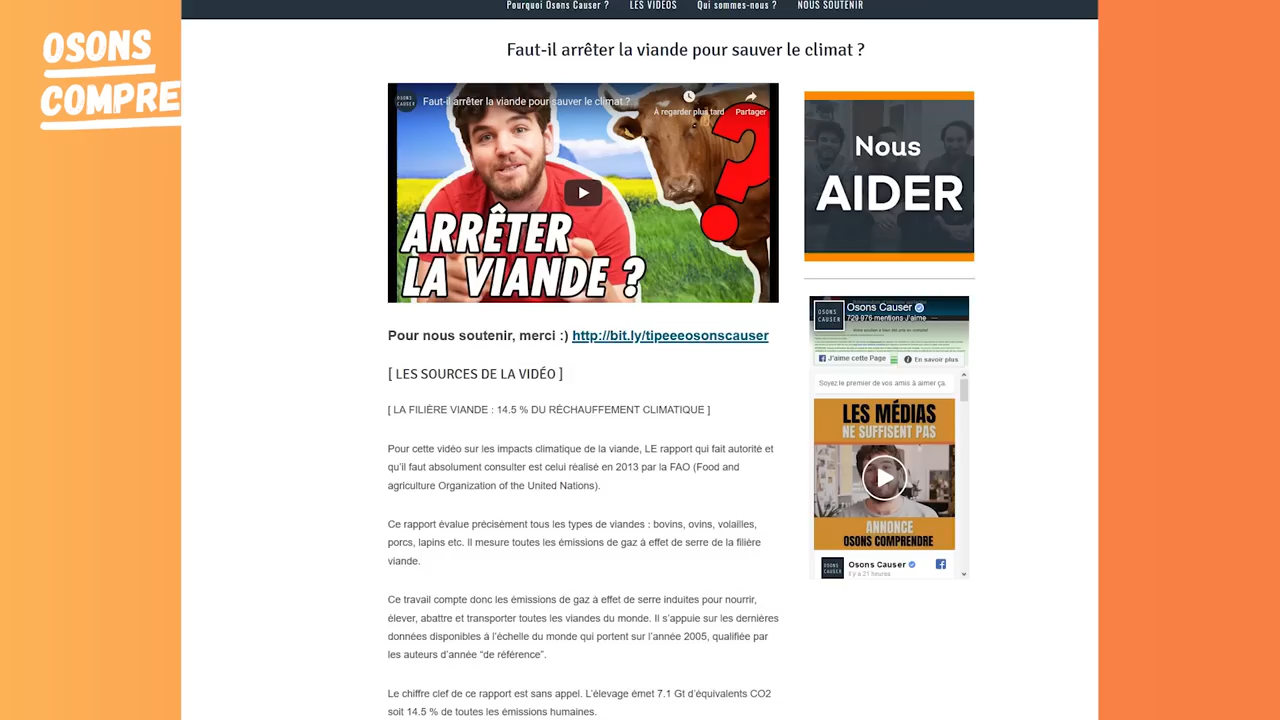 Pourquoi Osons Causer ? LES VIDÉOS Qui sommes-nous ? NOUS SOUTENIR
OSONS
COMPRE
Faut-il arrêter la viande pour sauver le climat ?
OSONS
CAUSER
Faut-il arrêter la viande pour sauver le climat ?
À regarder plus tard
Partager
?
ARRÊTER
LA VIANDE ?
Nous
AIDER
Pour nous soutenir, merci :) http://bit.ly/tipeeeosonscauser
[ LES SOURCES DE LA VIDÉO ]
[ LA FILIÈRE VIANDE : 14.5 % DU RÉCHAUFFEMENT CLIMATIQUE ]
Pour cette vidéo sur les impacts climatique de la viande, LE rapport qui fait autorité et
qu'il faut absolument consulter est celui réalisé en 2013 par la FAO (Food and
agriculture Organization of the United Nations).
Ce rapport évalue précisément tous les types de viandes : bovins, ovins, volailles,
porcs, lapins etc. Il mesure toutes les émissions de gaz à effet de serre de la filière
viande.
Ce travail compte donc les émissions de gaz à effet de serre induites pour nourrir,
élever, abattre et transporter toutes les viandes du monde. Il s'appuie sur les dernières
données disponibles à l'échelle du monde qui portent sur l'année 2005, qualifiée par
les auteurs d'année “de référence”.
Le chiffre clef de ce rapport est sans appel. L'élevage émet 7.1 Gt d'équivalents CO2
soit 14.5 % de toutes les émissions humaines.
OSONS
CAUSER
Osons Causer
729 976 mentions J'aime
J'aime cette Page
En savoir plus
Soyez le premier de vos amis à aimer ça.
LES MÉDIAS
NE SUFFISENT PAS
ANNONCE
OSONS COMPRENDRE
Osons Causer
Il y a 21 heures